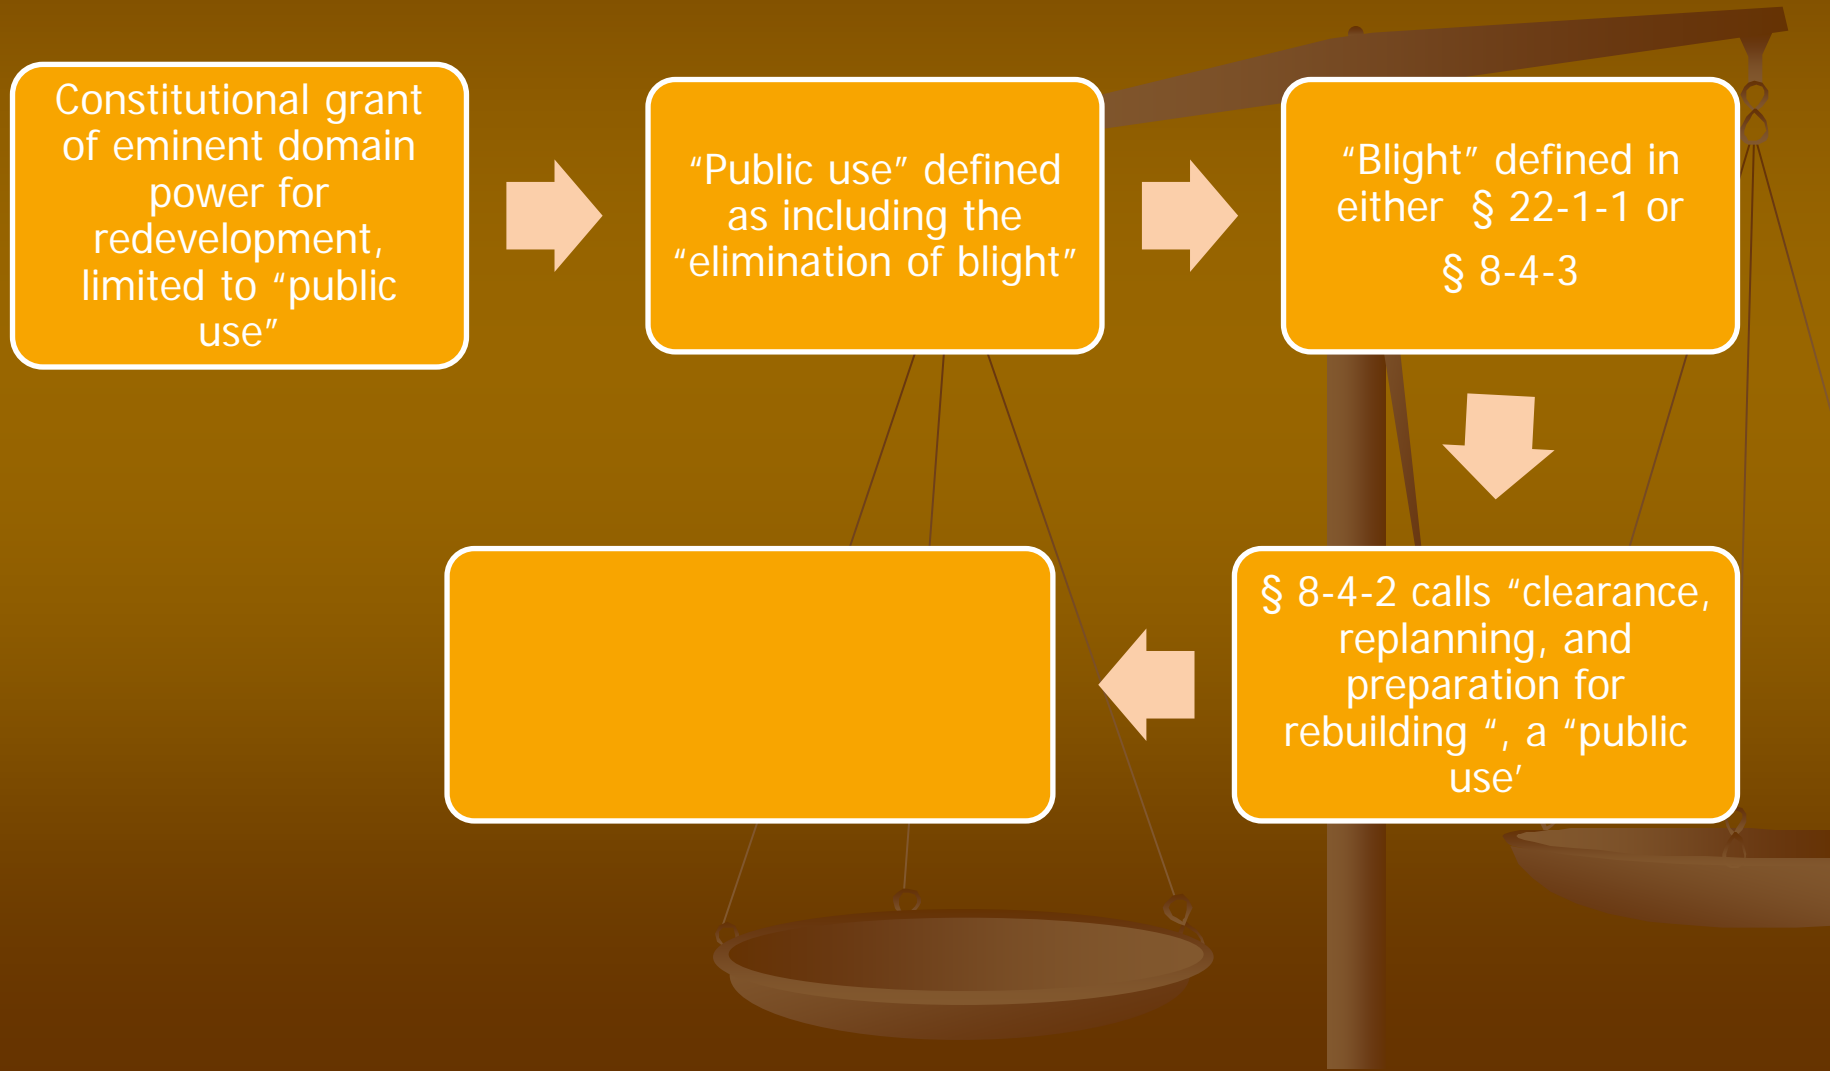 Constitutional grant
of eminent domain
power for
redevelopment,
limited to “public
use”
“Public use” defined
as including the
“elimination of blight”
“Blight” defined in
either § 22-1-1 or
§ 8-4-3
§ 8-4-2 calls “clearance,
replanning, and
preparation for
rebuilding “, a “public
use’